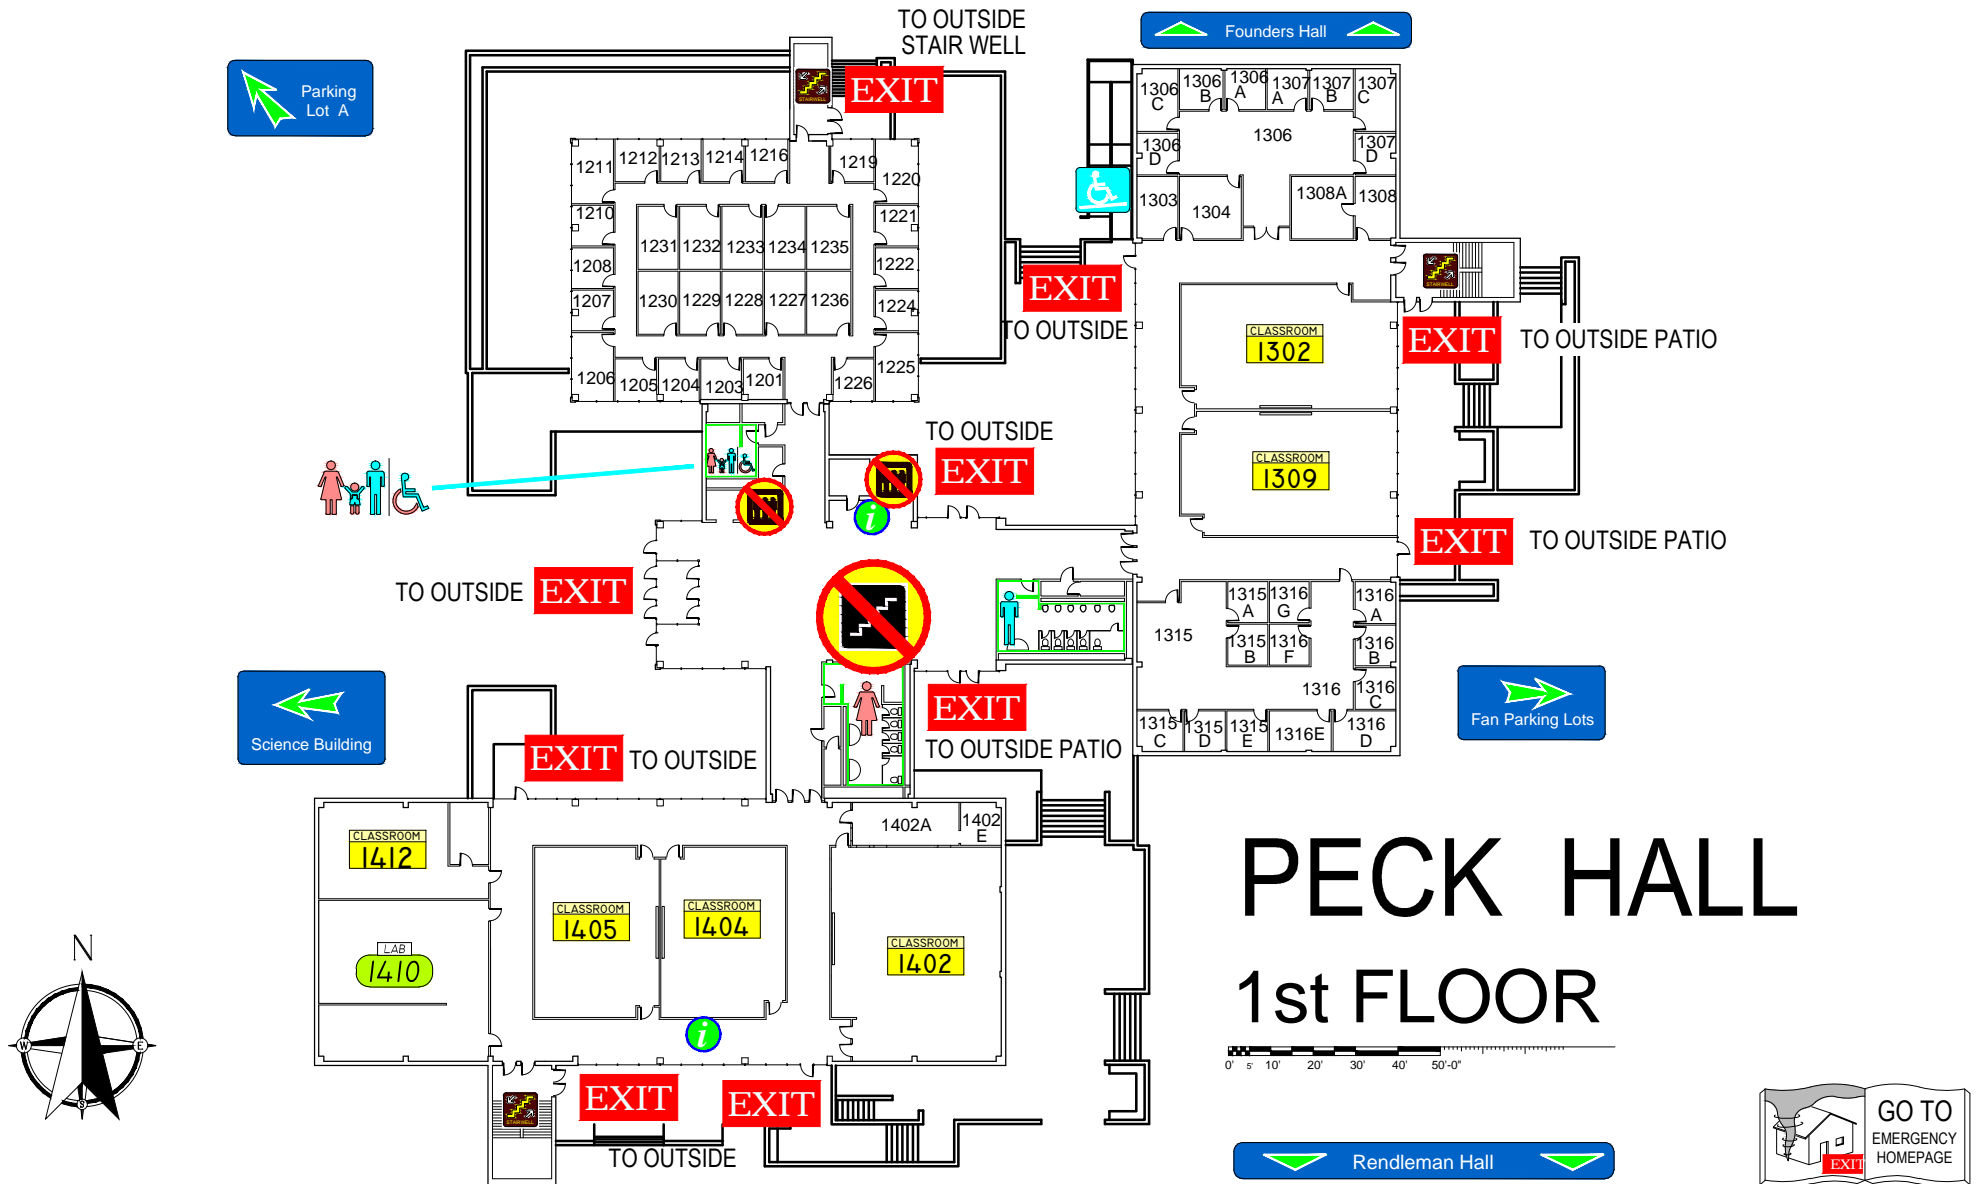 TO OUTSIDE
STAIR WELL
Founders Hall
Parking
Lot A
EXIT
STAIRWELL
1306
C
1306
B
1306
A
1307
A
1307
B
1307
C
1306
1306
D
1307
D
1303
1304
1308A
1308
1211
1212
1213
1214
1216
1219
1220
1210
1221
1231
1232
1233
1234
1235
1208
1222
1207
1230
1229
1228
1227
1236
1224
1206
1205
1204
1203
1201
1226
1225
EXIT
TO OUTSIDE
STAIRWELL
EXIT
TO OUTSIDE PATIO
CLASSROOM
1302
CLASSROOM
1309
TO OUTSIDE
EXIT
i
EXIT
TO OUTSIDE PATIO
TO OUTSIDE
EXIT
1315
A
1316
G
1316
A
1315
1315
B
1316
F
1316
B
1316
1316
C
1315
C
1315
D
1315
E
1316E
1316
D
Science Building
Fan Parking Lots
EXIT
TO OUTSIDE PATIO
EXIT
TO OUTSIDE
1402A
1402
E
CLASSROOM
1412
CLASSROOM
1405
CLASSROOM
1404
CLASSROOM
1402
LAB
1410
i
PECK HALL
1st FLOOR
0'
5'
10'
20'
30'
40'
50'-0"
N
W
E
S
STAIRWELL
EXIT
EXIT
TO OUTSIDE
Rendleman Hall
GO TO
EMERGENCY
HOMEPAGE
EXIT